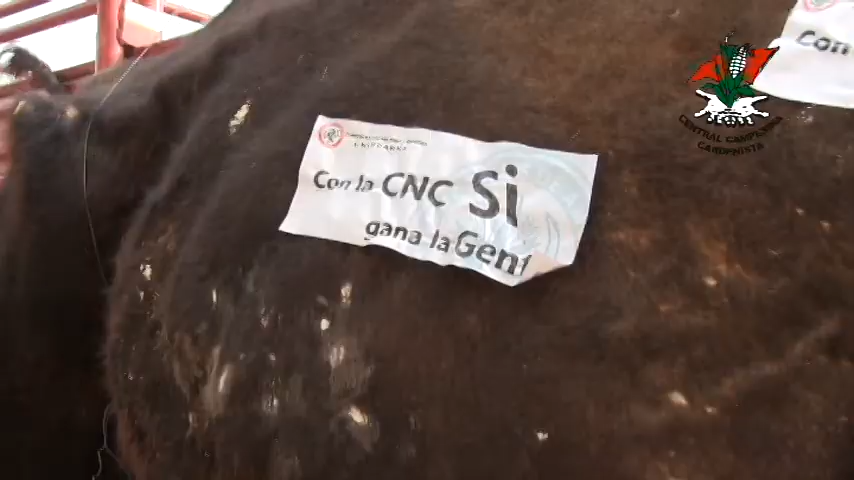 Con la CNC Si
gana la Gent
Con
CENTRAL CAMPESINA
CARDENISTA